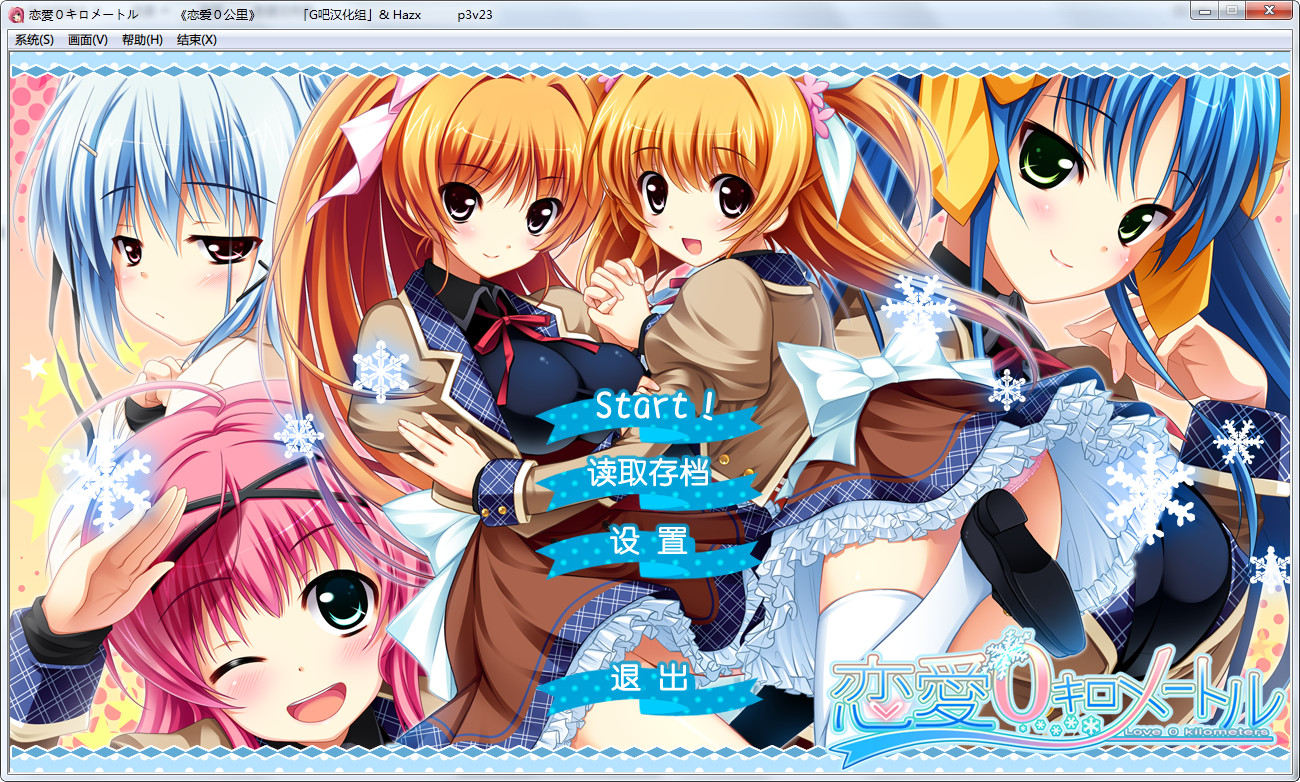 恋愛0キロメートル 《恋爱０公里》 「G吧汉化组」& Hazx p3v23
系统(S) 画面(V) 帮助(H) 结束(X)
Start!
读取存档
设 置
退 出
恋愛0キロメートル
Love 0 kilometers